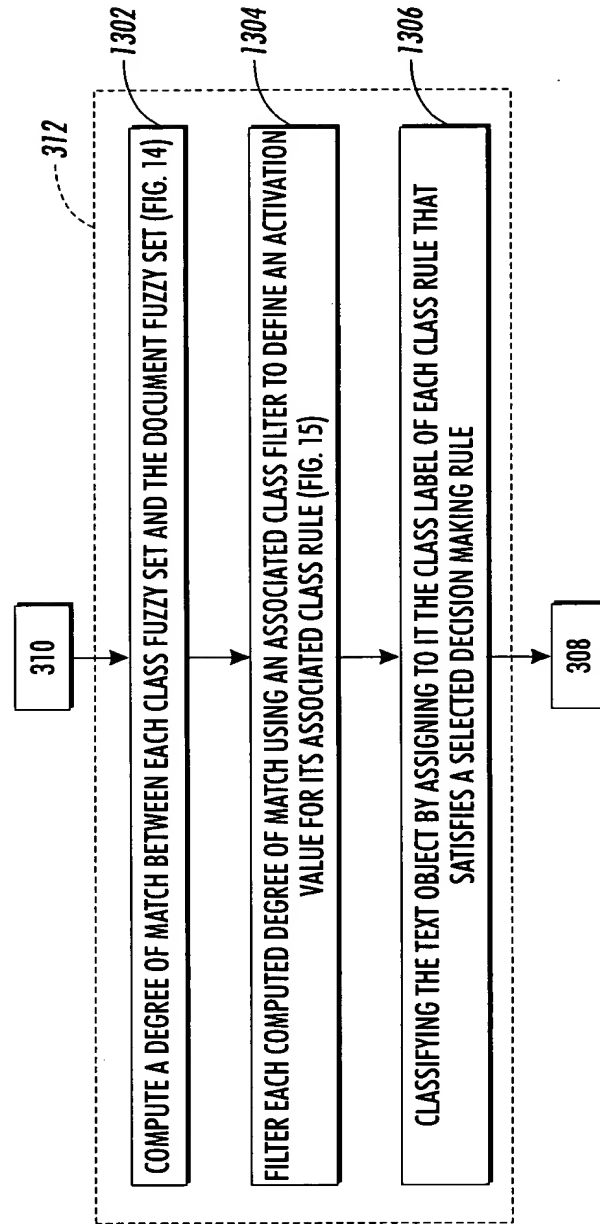 310
312
COMPUTE A DEGREE OF MATCH BETWEEN EACH CLASS FUZZY SET AND THE DOCUMENT FUZZY SET (FIG. 14)
1302
FILTER EACH COMPUTED DEGREE OF MATCH USING AN ASSOCIATED CLASS FILTER TO DEFINE AN ACTIVATION
VALUE FOR ITS ASSOCIATED CLASS RULE (FIG. 15)
1304
CLASSIFYING THE TEXT OBJECT BY ASSIGNING TO IT THE CLASS LABEL OF EACH CLASS RULE THAT
SATISFIES A SELECTED DECISION MAKING RULE
1306
308